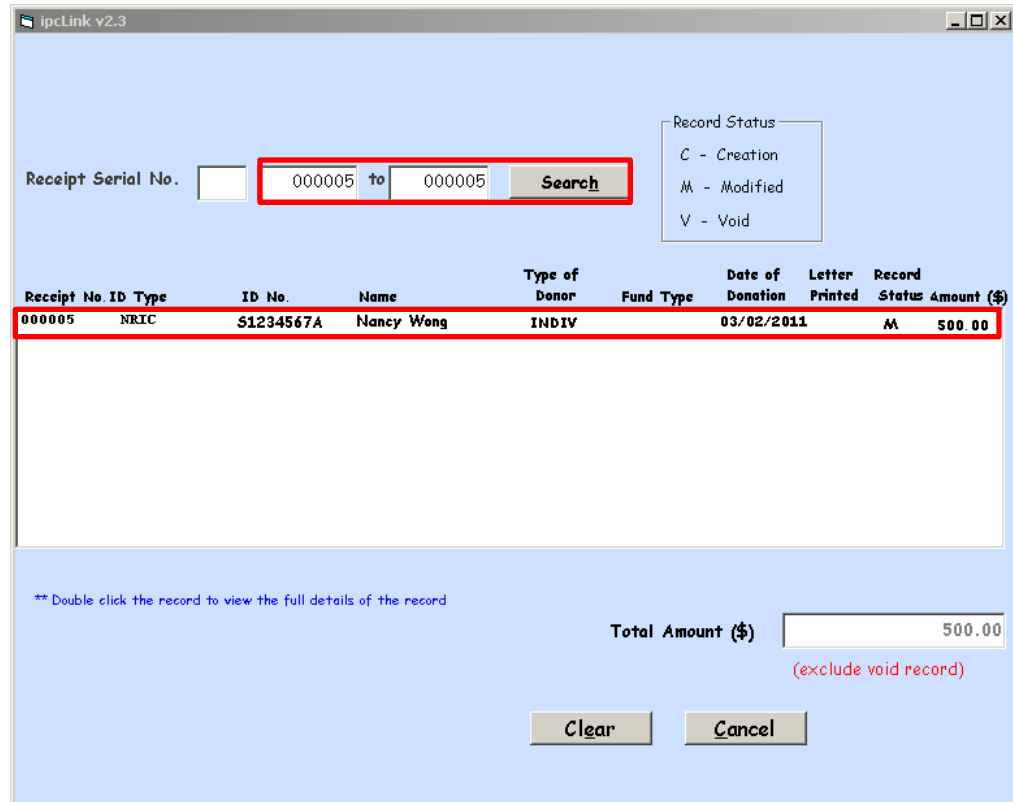 ipcLink v2.3
Record Status
C - Creation
Receipt Serial No. 000005 to 000005 Search
M - Modified
V - Void
Type of Date of Letter Record
Receipt No. ID Type ID No. Name Donor Fund Type Donation Printed Status Amount ($)
000005 NRIC S1234567A Nancy Wong INDIV 03/02/2011 M 500.00
** Double click the record to view the full details of the record
Total Amount ($) 500.00
(exclude void record)
Clear Cancel